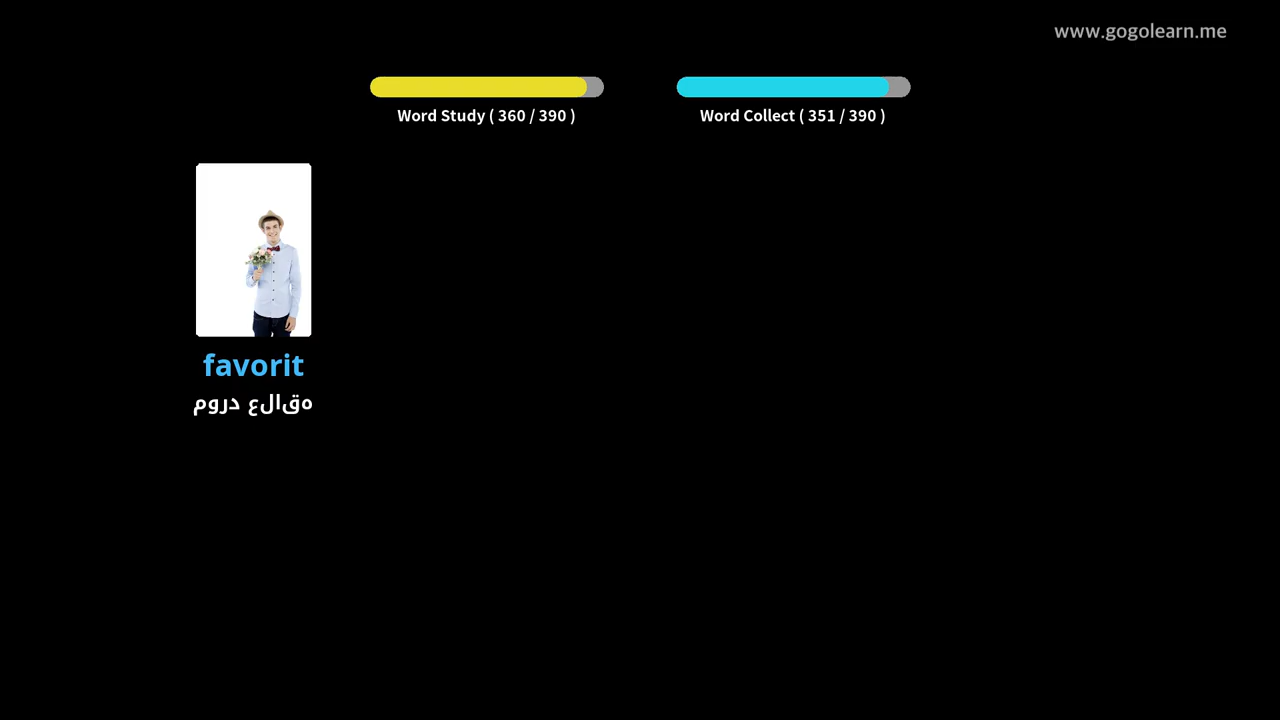 www.gogolearn.me
Word Study ( 360 / 390 )
Word Collect ( 351 / 390 )
favorit
مورد علاقه